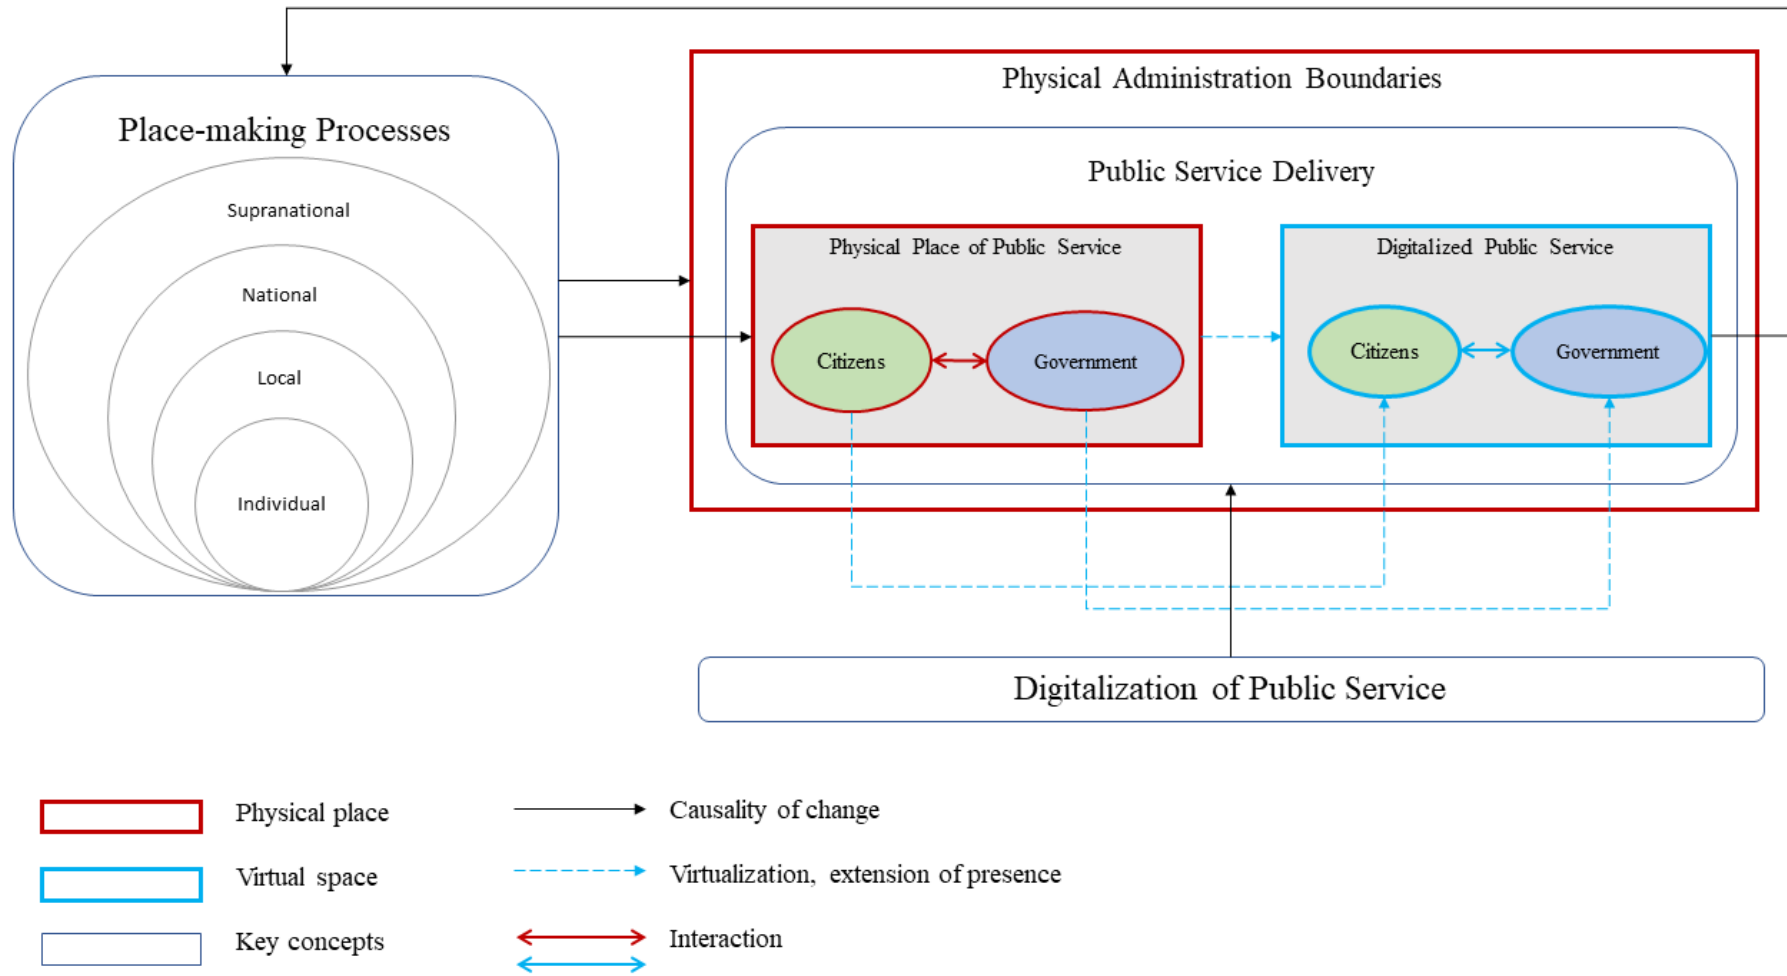 Physical Administration Boundaries
Place-making Processes
Public Service Delivery
Supranational
National
Local
Individual
Physical Place of Public Service
Citizens
Government
Digitalized Public Service
Citizens
Government
Digitalization of Public Service
Physical place
Causality of change
Virtual space
Virtualization, extension of presence
Key concepts
Interaction